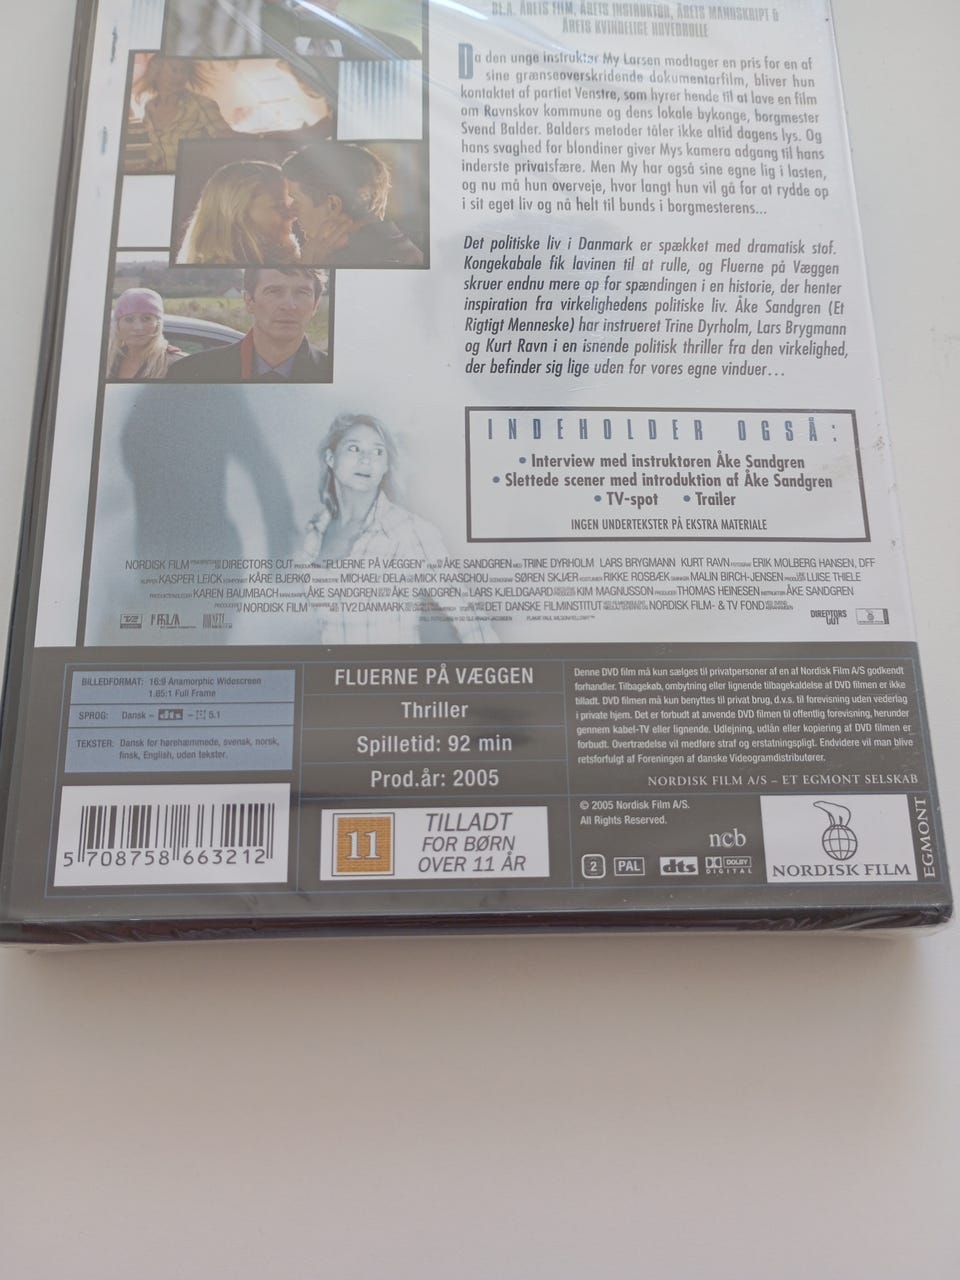 BL.A. ÅRETS FILM, ÅRETS INSTRUKTØR, ÅRETS MANUSKRIPT &
ÅRETS KVINDELIGE HOVEDROLLE
Da den unge instruktør My Larsen modtager en pris for en af
sine grænseoverskridende dokumentarfilm, bliver hun
kontaktet af partiet Venstre, som hyrer hende til at lave en film
om Ravnskov kommune og dens lokale bykonge, borgmester
Svend Balder. Balders metoder tåler ikke altid dagens lys. Og
hans svaghed for blondiner giver Mys kamera adgang til hans
inderste privatsfære. Men My har også sine egne lig i lasten,
og nu må hun overveje, hvor langt hun vil gå for at rydde op
i sit eget liv og nå helt til bunds i borgmesterens...
Det politiske liv i Danmark er spækket med dramatisk stof.
Kongekabale fik lavinen til at rulle, og Fluerne på Væggen
skruer endnu mere op for spændingen i en historie, der henter
inspiration fra virkelighedens politiske liv. Åke Sandgren (Et
Rigtigt Menneske) har instrueret Trine Dyrholm, Lars Brygmann
og Kurt Ravn i en isnende politisk thriller fra den virkelighed,
der befinder sig lige uden for vores egne vinduer...
INDEHOLDER OGSÅ:
• Interview med instruktøren Åke Sandgren
• Slettede scener med introduktion af Åke Sandgren
• TV-spot • Trailer
INGEN UNDERTEKSTER PÅ EKSTRA MATERIALE
NORDISK FILM DIRECTORS CUT "FLUERNE PÅ VÆGGEN" ÅKE SANDGREN TRINE DYRHOLM LARS BRYGMANN KURT RAVN ERIK MOLBERG HANSEN, DFF
KASPER LEICK KÅRE BJERKØ MICHAEL DELA MICK RAASCHOU SØREN SKJÆR RIKKE ROSBÆK MALIN BIRCH-JENSEN LUISE THIELE
KAREN BAUMBACH ÅKE SANDGREN ÅKE SANDGREN LARS KJELDGAARD KIM MAGNUSSON THOMAS HEINESEN ÅKE SANDGREN
NORDISK FILM TV2 DANMARK DET DANSKE FILMINSTITUT NORDISK FILM- & TV FOND
DIRECTORS CUT
BILLEDFORMAT: 16:9 Anamorphic Widescreen
1.85:1 Full Frame
SPROG: Dansk – dts – 5.1
TEKSTER: Dansk for hørehæmmede, svensk, norsk,
finsk, English, uden tekster.
5 708758 663212
FLUERNE PÅ VÆGGEN
Thriller
Spilletid: 92 min
Prod.år: 2005
11
TILLADT
FOR BØRN
OVER 11 ÅR
Denne DVD film må kun sælges til privatpersoner af en af Nordisk Film A/S godkendt
forhandler. Tilbagekøb, ombytning eller lignende tilbagekaldelse af DVD filmen er ikke
tilladt. DVD filmen må kun benyttes til privat brug, d.v.s. til forevisning uden vederlag
i private hjem. Det er forbudt at anvende DVD filmen til offentlig forevisning, herunder
gennem kabel-TV eller lignende. Udlejning, udlån eller kopiering af DVD filmen er
forbudt. Overtrædelse vil medføre straf og erstatningspligt. Endvidere vil man blive
retsforfulgt af Foreningen af danske Videogramdistributører.
NORDISK FILM A/S – ET EGMONT SELSKAB
© 2005 Nordisk Film A/S.
All Rights Reserved.
ncb
2 PAL dts DOLBY DIGITAL
NORDISK FILM
EGMONT